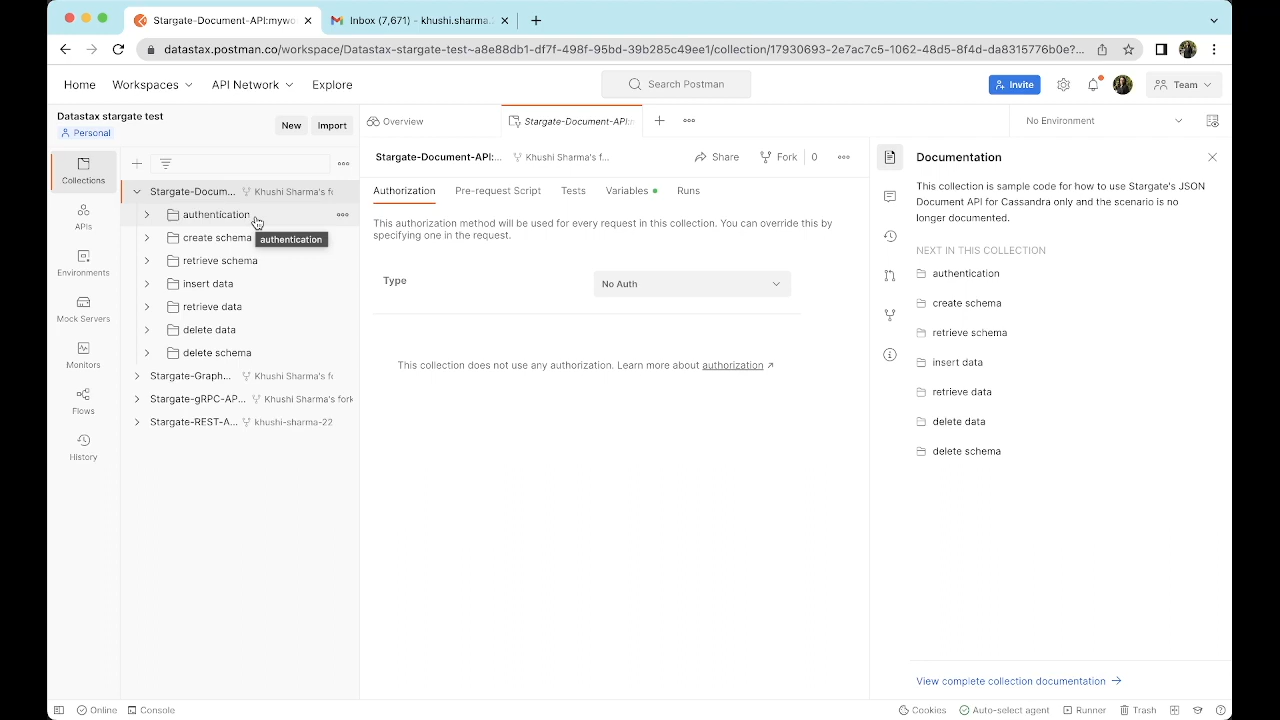 Stargate-Document-API:mywo
Inbox (7,671) - khushi.sharma.
datastax.postman.co/workspace/Datastax-stargate-test~a8e88db1-df7f-498f-95bd-39b285c49ee1/collection/17930693-2e7ac7c5-1062-48d5-8f4d-da8315776b0e?...
Home Workspaces API Network Explore Search Postman Invite Team
Datastax stargate test
Personal
New Import
Overview Stargate-Document-API:r No Environment
Collections
APIs
Environments
Mock Servers
Monitors
Flows
History
Stargate-Docum... Khushi Sharma's fo
authentication
create schema
authentication
retrieve schema
insert data
retrieve data
delete data
delete schema
Stargate-Graph... Khushi Sharma's fo
Stargate-gRPC-AP... Khushi Sharma's fork
Stargate-REST-A... khushi-sharma-22
Stargate-Document-API:... Khushi Sharma's f... Share Fork 0
Authorization Pre-request Script Tests Variables Runs
This authorization method will be used for every request in this collection. You can override this by
specifying one in the request.
Type No Auth
This collection does not use any authorization. Learn more about authorization ↗
Documentation
This collection is sample code for how to use Stargate's JSON
Document API for Cassandra only and the scenario is no
longer documented.
NEXT IN THIS COLLECTION
authentication
create schema
retrieve schema
insert data
retrieve data
delete data
delete schema
View complete collection documentation →
Online Console Cookies Auto-select agent Runner Trash